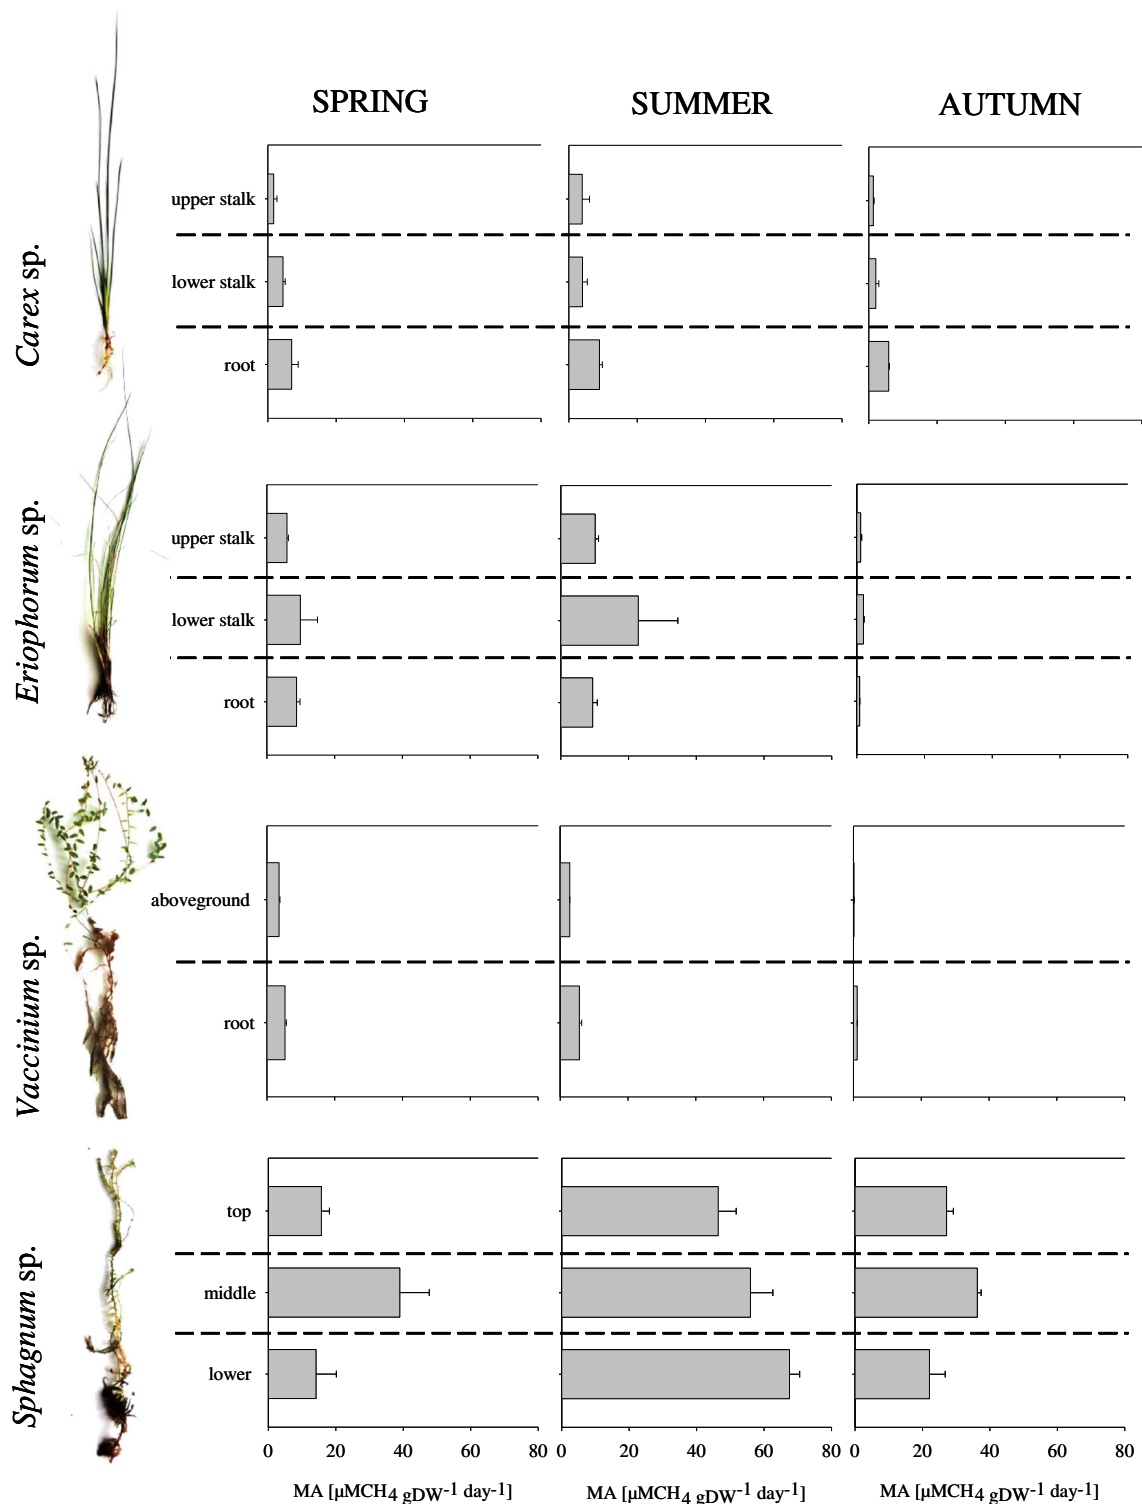 SPRING SUMMER AUTUMN
Carex sp.
upper stalk
lower stalk
root
Eriophorum sp.
upper stalk
lower stalk
root
Vaccinium sp.
aboveground
root
Sphagnum sp.
top
middle
lower
0 20 40 60 80 0 20 40 60 80 0 20 40 60 80
MA [µMCH4 gDW-1 day-1] MA [µMCH4 gDW-1 day-1] MA [µMCH4 gDW-1 day-1]